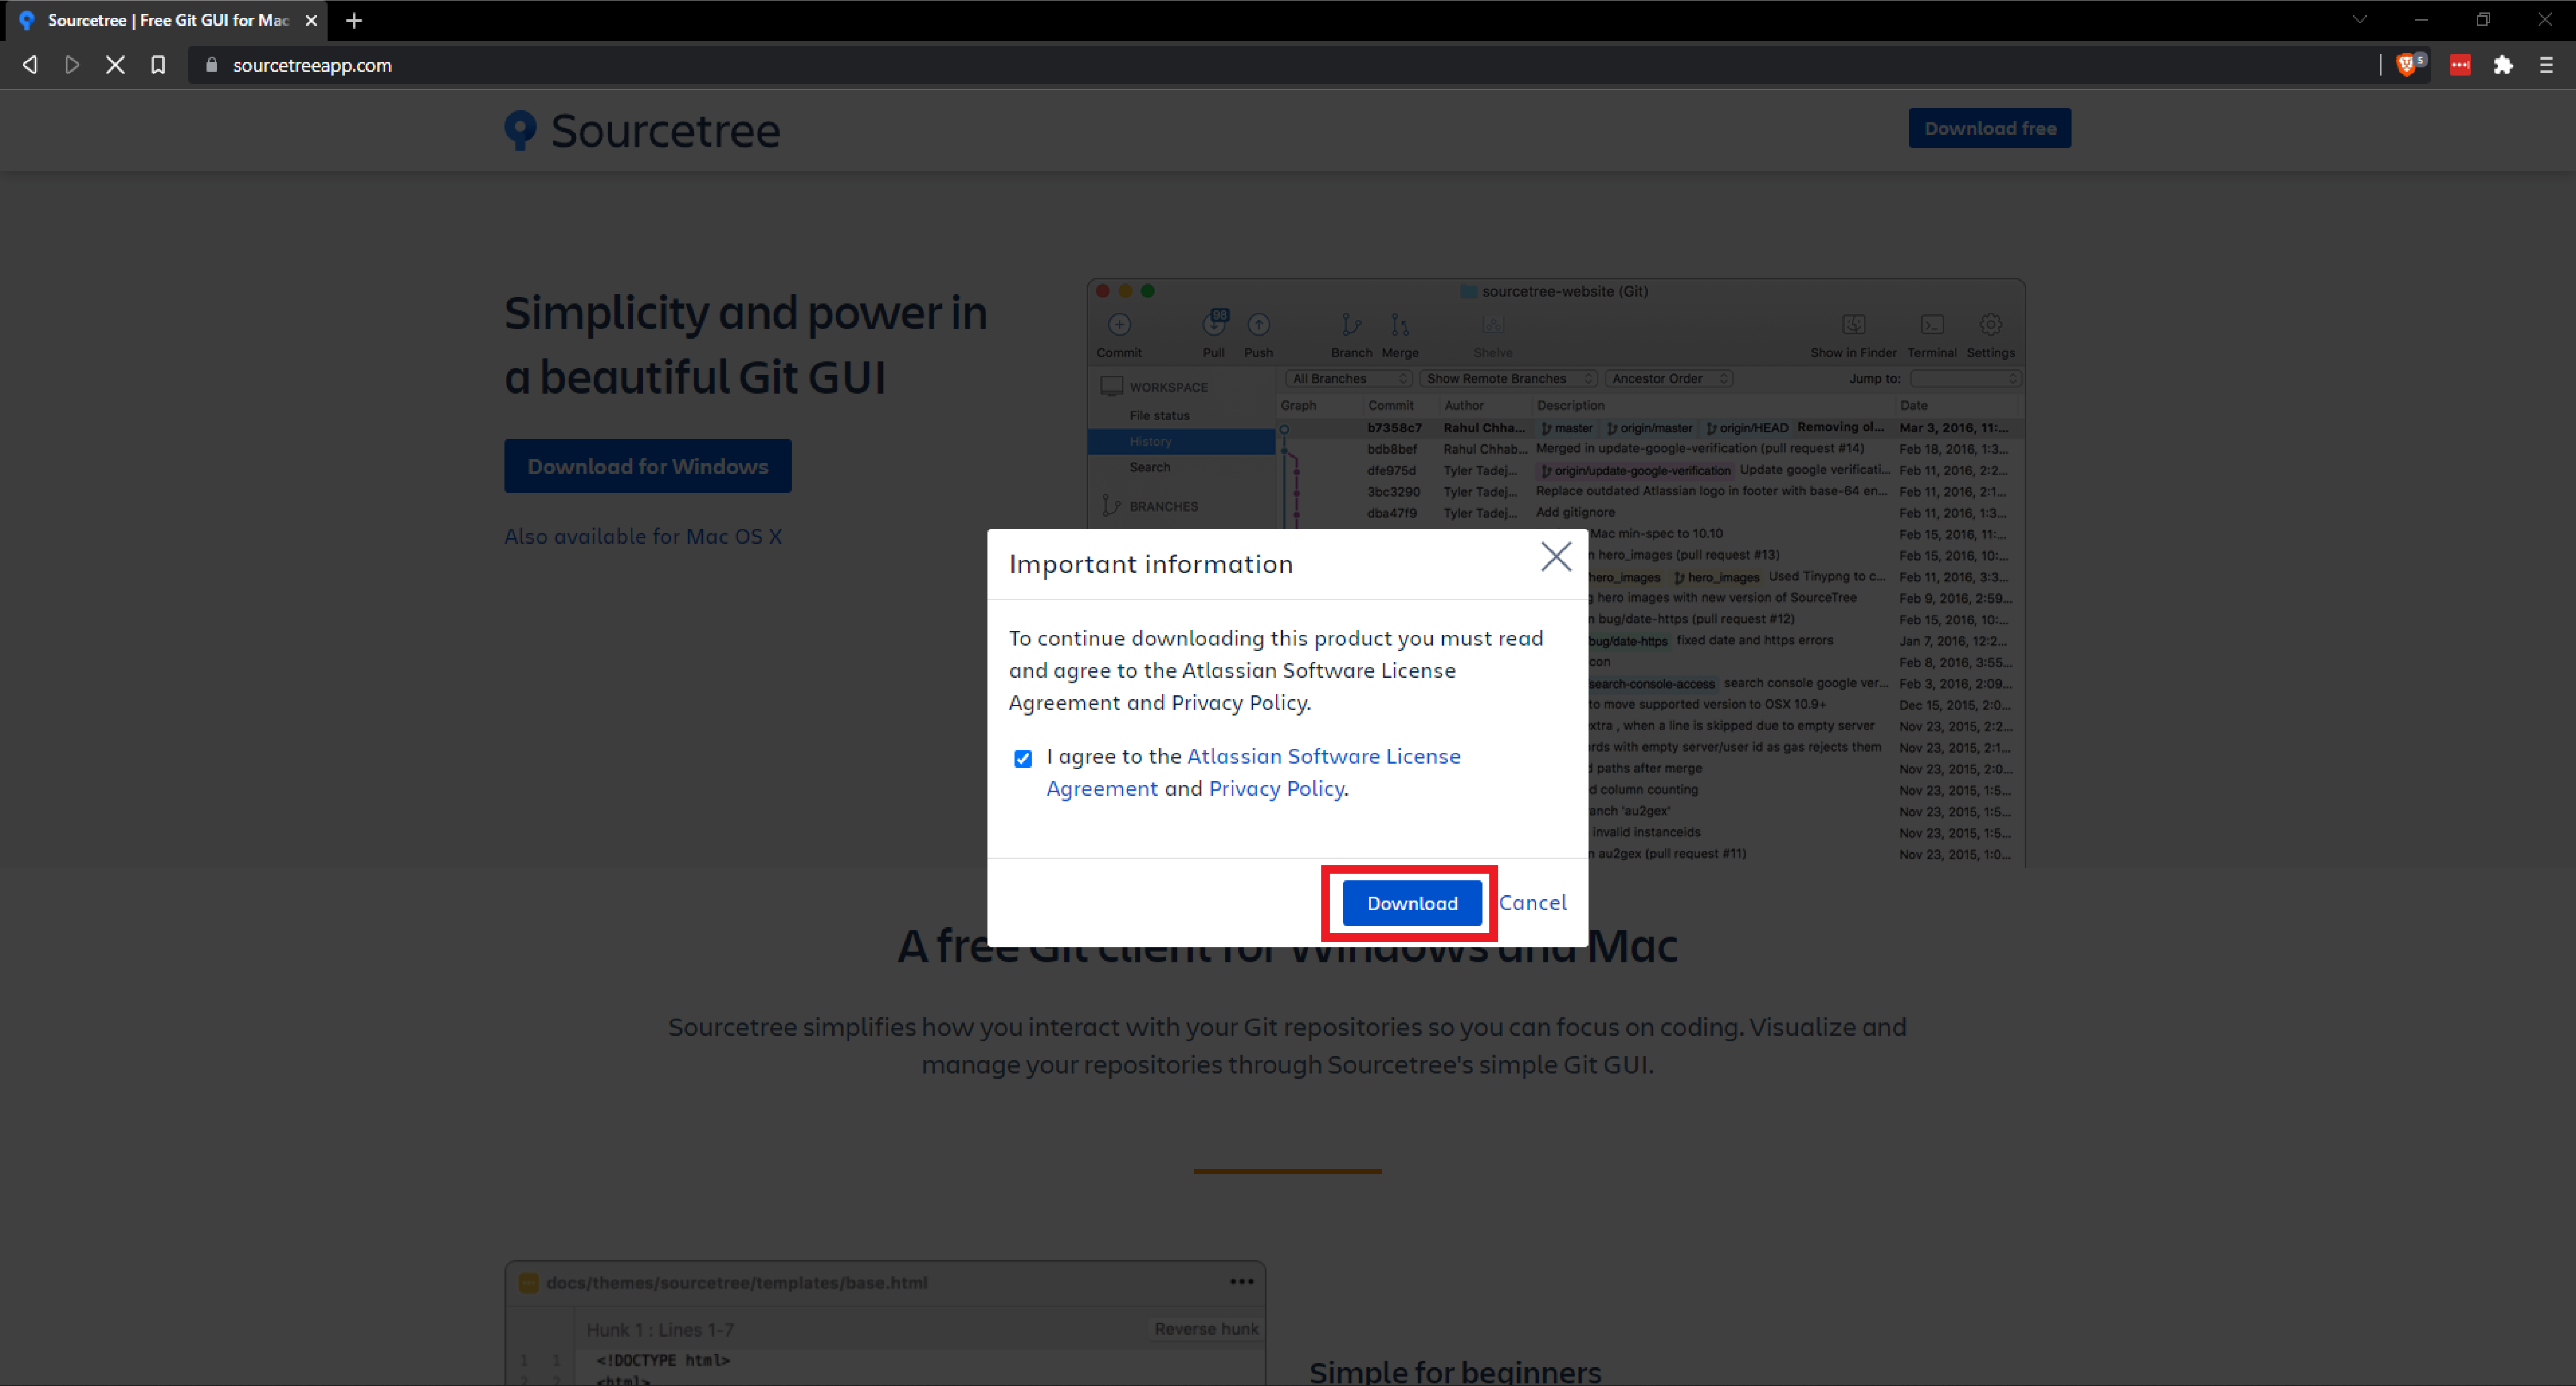 Sourcetree | Free Git GUI for Mac
sourcetreeapp.com
5
Sourcetree
Download free
Simplicity and power in
a beautiful Git GUI
Download for Windows
Also available for Mac OS X
sourcetree-website (Git)
98
Commit Pull Push Branch Merge Shelve Show in Finder Terminal Settings
WORKSPACE
File status
History
Search
BRANCHES
All Branches Show Remote Branches Ancestor Order Jump to:
Graph Commit Author Description Date
b7358c7 Rahul Chha... master origin/master origin/HEAD Removing ol... Mar 3, 2016, 11:...
bdb8bef Rahul Chhab... Merged in update-google-verification (pull request #14) Feb 18, 2016, 1:3...
dfe975d Tyler Tadej... origin/update-google-verification Update google verificati... Feb 11, 2016, 2:2...
3bc3290 Tyler Tadej... Replace outdated Atlassian logo in footer with base-64 en... Feb 11, 2016, 2:1...
dba47f9 Tyler Tadej... Add gitignore Feb 11, 2016, 1:3...
Mac min-spec to 10.10 Feb 15, 2016, 11:...
hero_images (pull request #13) Feb 15, 2016, 10:...
hero_images hero_images Used Tinypng to c... Feb 11, 2016, 3:3...
hero images with new version of SourceTree Feb 9, 2016, 2:59...
bug/date-https (pull request #12) Feb 15, 2016, 10:...
bug/date-https fixed date and https errors Jan 7, 2016, 12:2...
con Feb 8, 2016, 3:55...
search-console-access search console google ver... Feb 3, 2016, 2:09...
to move supported version to OSX 10.9+ Dec 15, 2015, 2:0...
xtra , when a line is skipped due to empty server Nov 23, 2015, 2:2...
rds with empty server/user id as gas rejects them Nov 23, 2015, 2:1...
paths after merge Nov 23, 2015, 2:0...
d column counting Nov 23, 2015, 1:5...
anch 'au2gex' Nov 23, 2015, 1:5...
invalid instanceids Nov 23, 2015, 1:5...
au2gex (pull request #11) Nov 23, 2015, 1:0...
Important information
To continue downloading this product you must read
and agree to the Atlassian Software License
Agreement and Privacy Policy.
I agree to the Atlassian Software License
Agreement and Privacy Policy.
Download Cancel
A free Git client for Windows and Mac
Sourcetree simplifies how you interact with your Git repositories so you can focus on coding. Visualize and
manage your repositories through Sourcetree's simple Git GUI.
docs/themes/sourcetree/templates/base.html
Hunk 1 : Lines 1-7 Reverse hunk
1 1 <!DOCTYPE html>
2 2 <html>
Simple for beginners